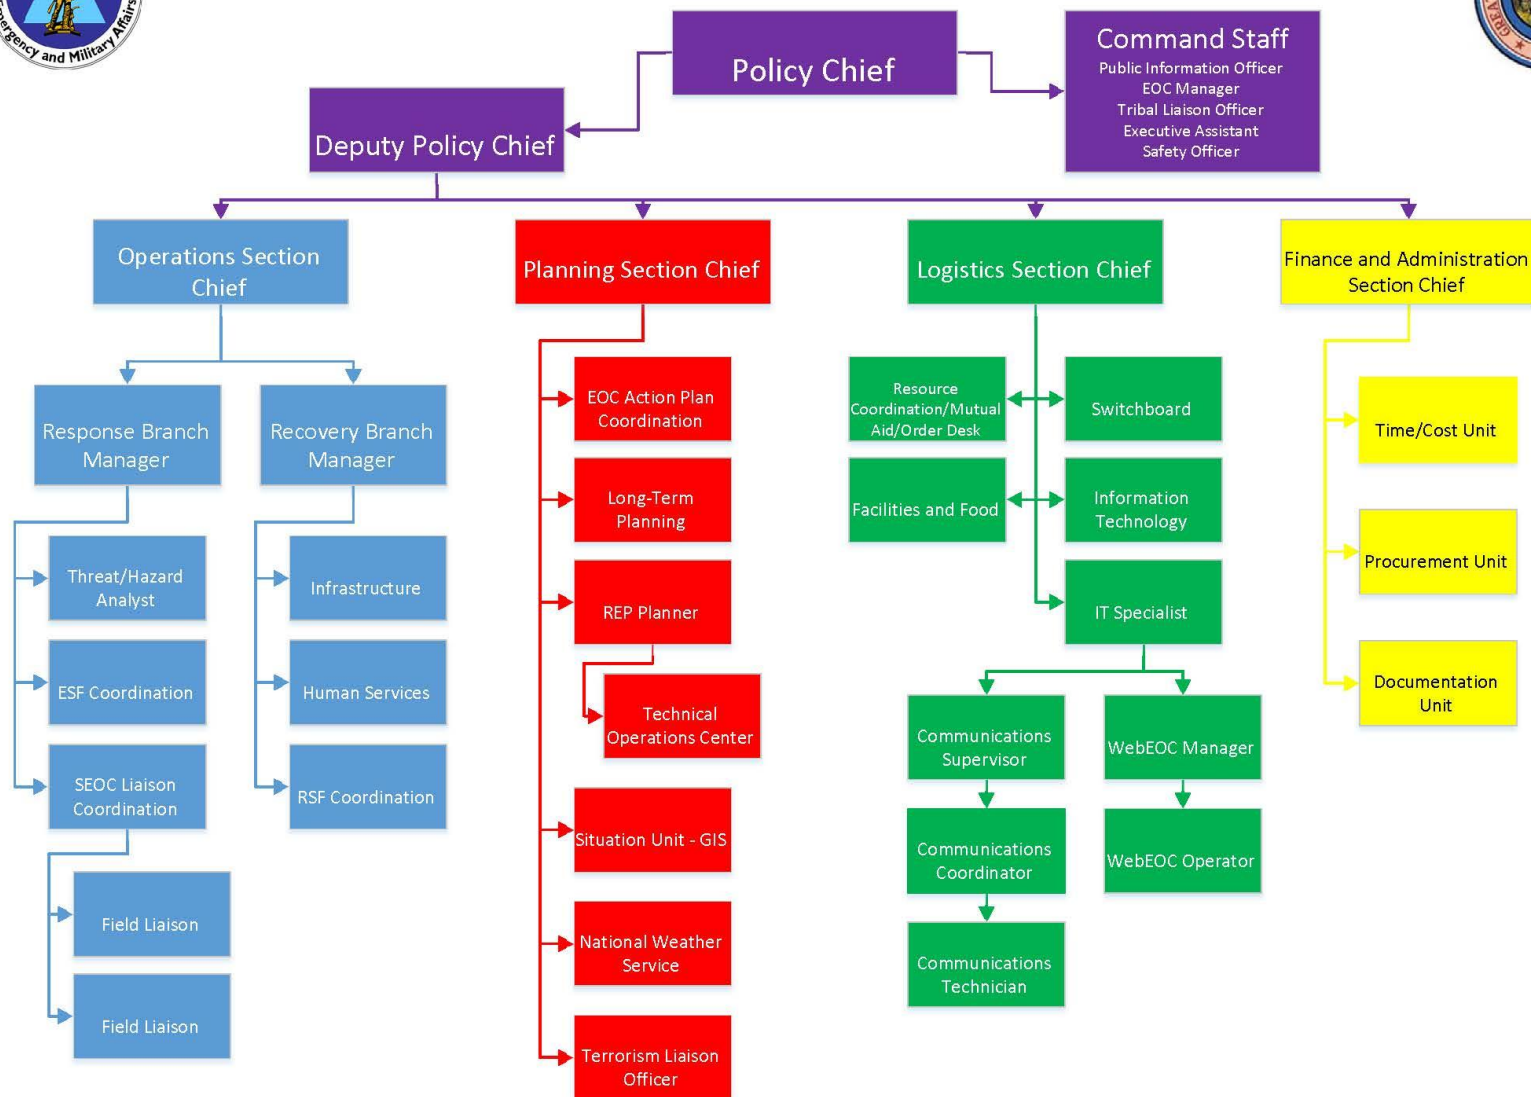 Emergency and Military Affairs
GREAT
Policy Chief
Command Staff
Public Information Officer
EOC Manager
Tribal Liaison Officer
Executive Assistant
Safety Officer
Deputy Policy Chief
Operations Section
Chief
Planning Section Chief
Logistics Section Chief
Finance and Administration
Section Chief
Response Branch
Manager
Recovery Branch
Manager
Threat/Hazard
Analyst
ESF Coordination
SEOC Liaison
Coordination
Field Liaison
Field Liaison
Infrastructure
Human Services
RSF Coordination
EOC Action Plan
Coordination
Long-Term
Planning
REP Planner
Technical
Operations Center
Situation Unit - GIS
National Weather
Service
Terrorism Liaison
Officer
Resource
Coordination/Mutual
Aid/Order Desk
Switchboard
Facilities and Food
Information
Technology
IT Specialist
Communications
Supervisor
WebEOC Manager
Communications
Coordinator
WebEOC Operator
Communications
Technician
Time/Cost Unit
Procurement Unit
Documentation
Unit